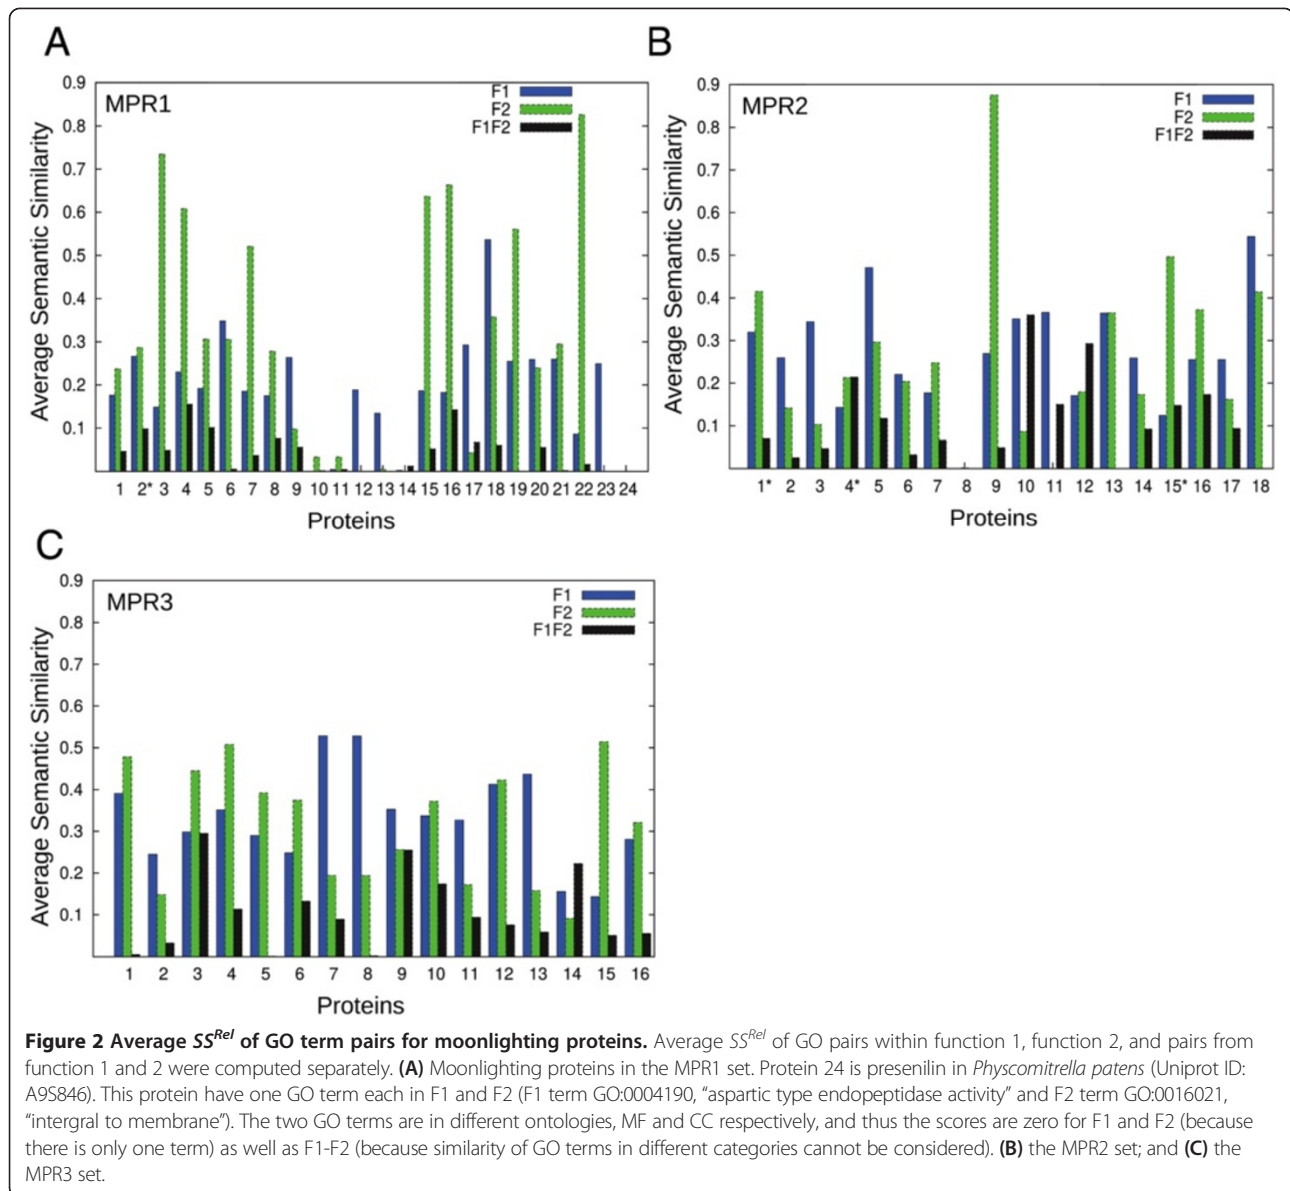 A
MPR1
F1
F2
F1F2
Average Semantic Similarity
0.9
0.8
0.7
0.6
0.5
0.4
0.3
0.2
0.1
1 2* 3 4 5 6 7 8 9 10 11 12 13 14 15 16 17 18 19 20 21 22 23 24
Proteins
B
MPR2
F1
F2
F1F2
Average Semantic Similarity
0.9
0.8
0.7
0.6
0.5
0.4
0.3
0.2
0.1
1* 2 3 4* 5 6 7 8 9 10 11 12 13 14 15* 16 17 18
Proteins
C
MPR3
F1
F2
F1F2
Average Semantic Similarity
0.9
0.8
0.7
0.6
0.5
0.4
0.3
0.2
0.1
1 2 3 4 5 6 7 8 9 10 11 12 13 14 15 16
Proteins
Figure 2 Average SS^Rel of GO term pairs for moonlighting proteins. Average SS^Rel of GO pairs within function 1, function 2, and pairs from
function 1 and 2 were computed separately. (A) Moonlighting proteins in the MPR1 set. Protein 24 is presenilin in Physcomitrella patens (Uniprot ID:
A9S846). This protein have one GO term each in F1 and F2 (F1 term GO:0004190, “aspartic type endopeptidase activity” and F2 term GO:0016021,
“intergral to membrane”). The two GO terms are in different ontologies, MF and CC respectively, and thus the scores are zero for F1 and F2 (because
there is only one term) as well as F1-F2 (because similarity of GO terms in different categories cannot be considered). (B) the MPR2 set; and (C) the
MPR3 set.